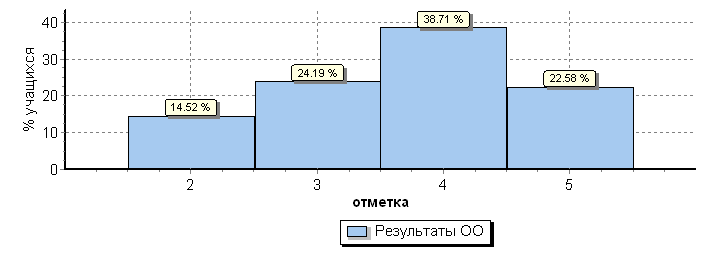 % учащихся
40
30
20
10
0
14.52 %
24.19 %
38.71 %
22.58 %
2 3 4 5
отметка
Результаты ОО